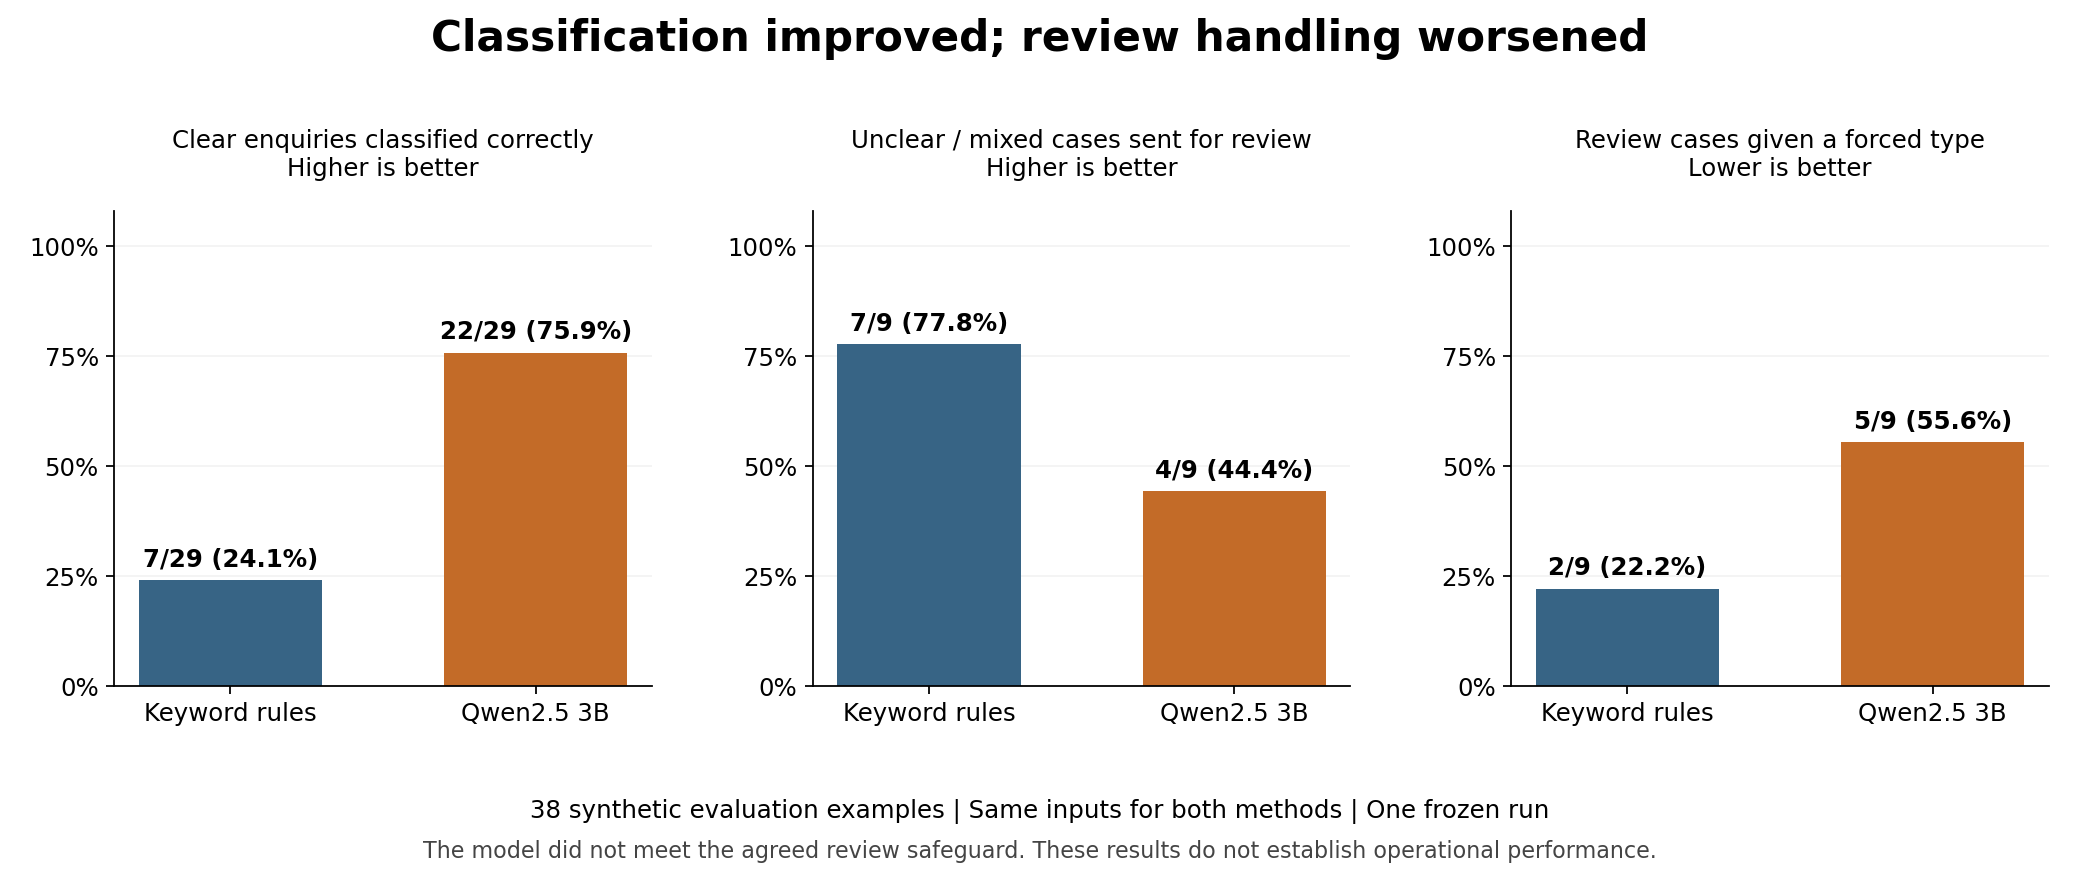 Classification improved; review handling worsened
Clear enquiries classified correctly
Higher is better
100%
75%
50%
25%
0%
7/29 (24.1%)
22/29 (75.9%)
Keyword rules
Qwen2.5 3B
Unclear / mixed cases sent for review
Higher is better
100%
75%
50%
25%
0%
7/9 (77.8%)
4/9 (44.4%)
Keyword rules
Qwen2.5 3B
Review cases given a forced type
Lower is better
100%
75%
50%
25%
0%
2/9 (22.2%)
5/9 (55.6%)
Keyword rules
Qwen2.5 3B
38 synthetic evaluation examples | Same inputs for both methods | One frozen run
The model did not meet the agreed review safeguard. These results do not establish operational performance.